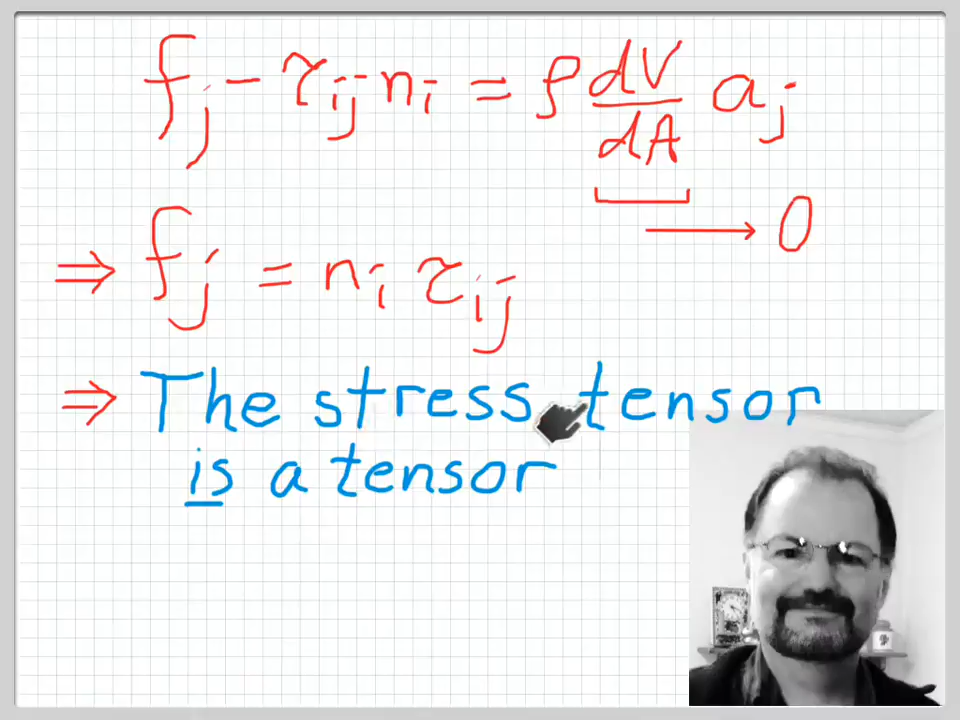 fj − τij ni = ρ dV/dA aj
→ 0
⇒ fj = ni τij
⇒ The stress tensor
is a tensor